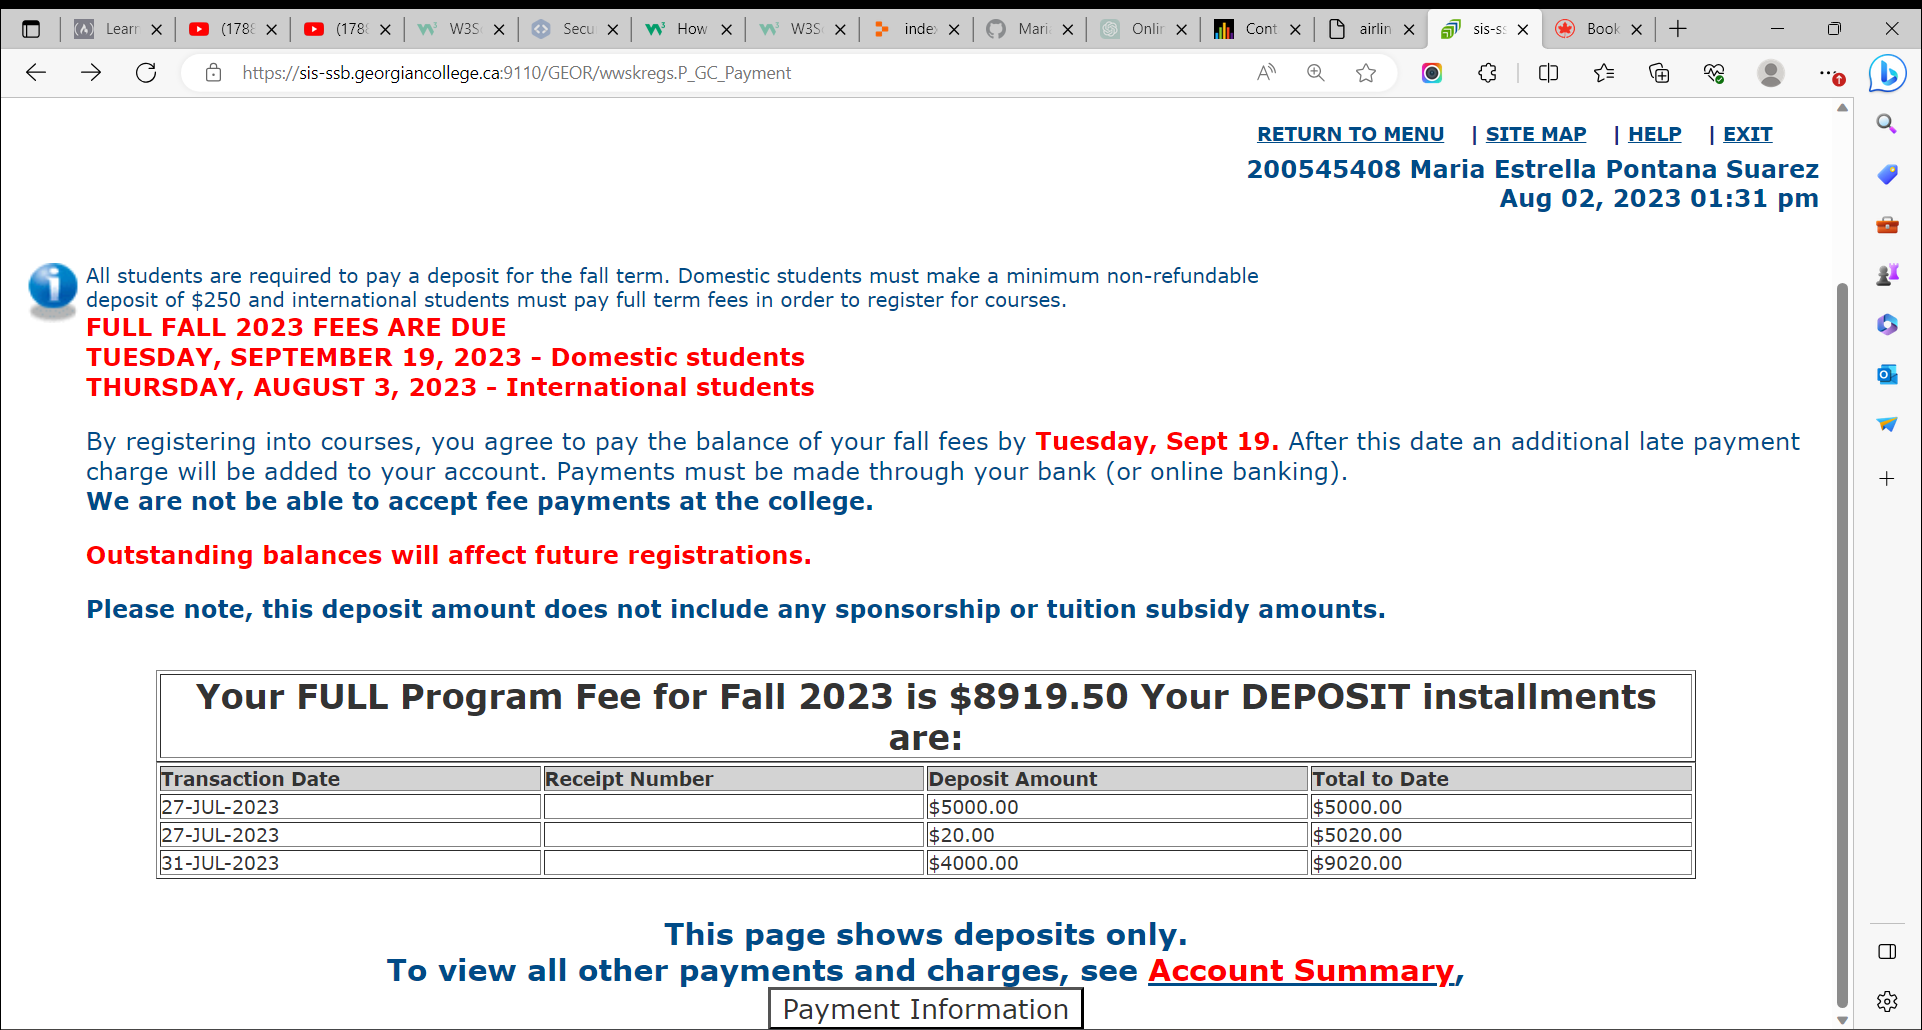 Learn
(178
(178
W3S
Secu
How
W3S
index
Mari
Onlin
Cont
airlin
sis-ss
Book
https://sis-ssb.georgiancollege.ca:9110/GEOR/wwskregs.P_GC_Payment
RETURN TO MENU | SITE MAP | HELP | EXIT
200545408 Maria Estrella Pontana Suarez
Aug 02, 2023 01:31 pm
All students are required to pay a deposit for the fall term. Domestic students must make a minimum non-refundable
deposit of $250 and international students must pay full term fees in order to register for courses.
FULL FALL 2023 FEES ARE DUE
TUESDAY, SEPTEMBER 19, 2023 - Domestic students
THURSDAY, AUGUST 3, 2023 - International students
By registering into courses, you agree to pay the balance of your fall fees by Tuesday, Sept 19. After this date an additional late payment
charge will be added to your account. Payments must be made through your bank (or online banking).
We are not be able to accept fee payments at the college.
Outstanding balances will affect future registrations.
Please note, this deposit amount does not include any sponsorship or tuition subsidy amounts.
Your FULL Program Fee for Fall 2023 is $8919.50 Your DEPOSIT installments
are:
Transaction Date Receipt Number Deposit Amount Total to Date
27-JUL-2023 $5000.00 $5000.00
27-JUL-2023 $20.00 $5020.00
31-JUL-2023 $4000.00 $9020.00
This page shows deposits only.
To view all other payments and charges, see Account Summary,
Payment Information